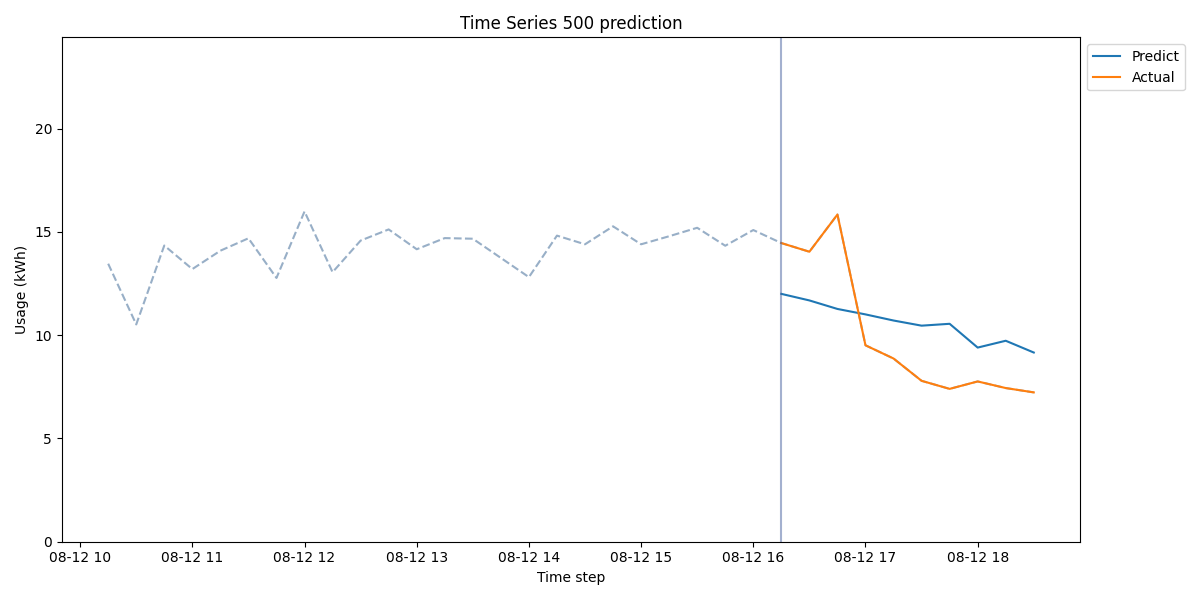 Time Series 500 prediction
Predict
Actual
Usage (kWh)
20
15
10
5
0
08-12 10 08-12 11 08-12 12 08-12 13 08-12 14 08-12 15 08-12 16 08-12 17 08-12 18
Time step